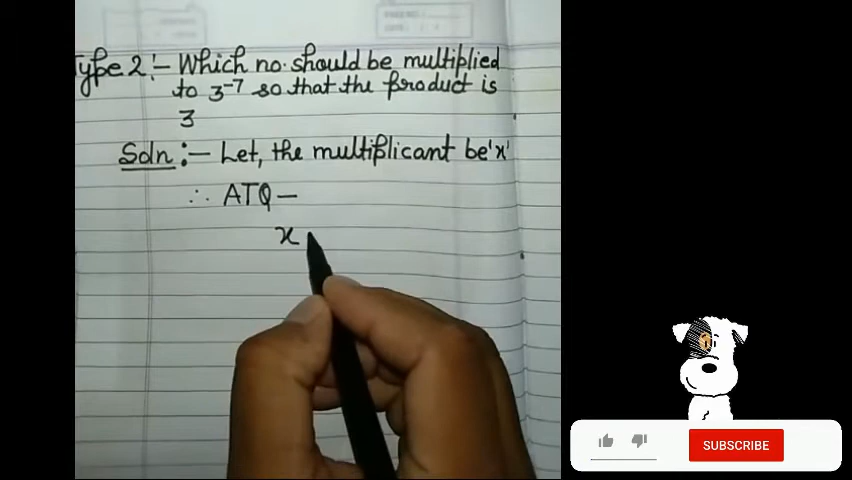 Type 2:- Which no. should be multiplied
to 3⁻⁷ so that the product is
3
Soln :- Let, the multiplicant be 'x'
∴ ATQ -
x
SUBSCRIBE